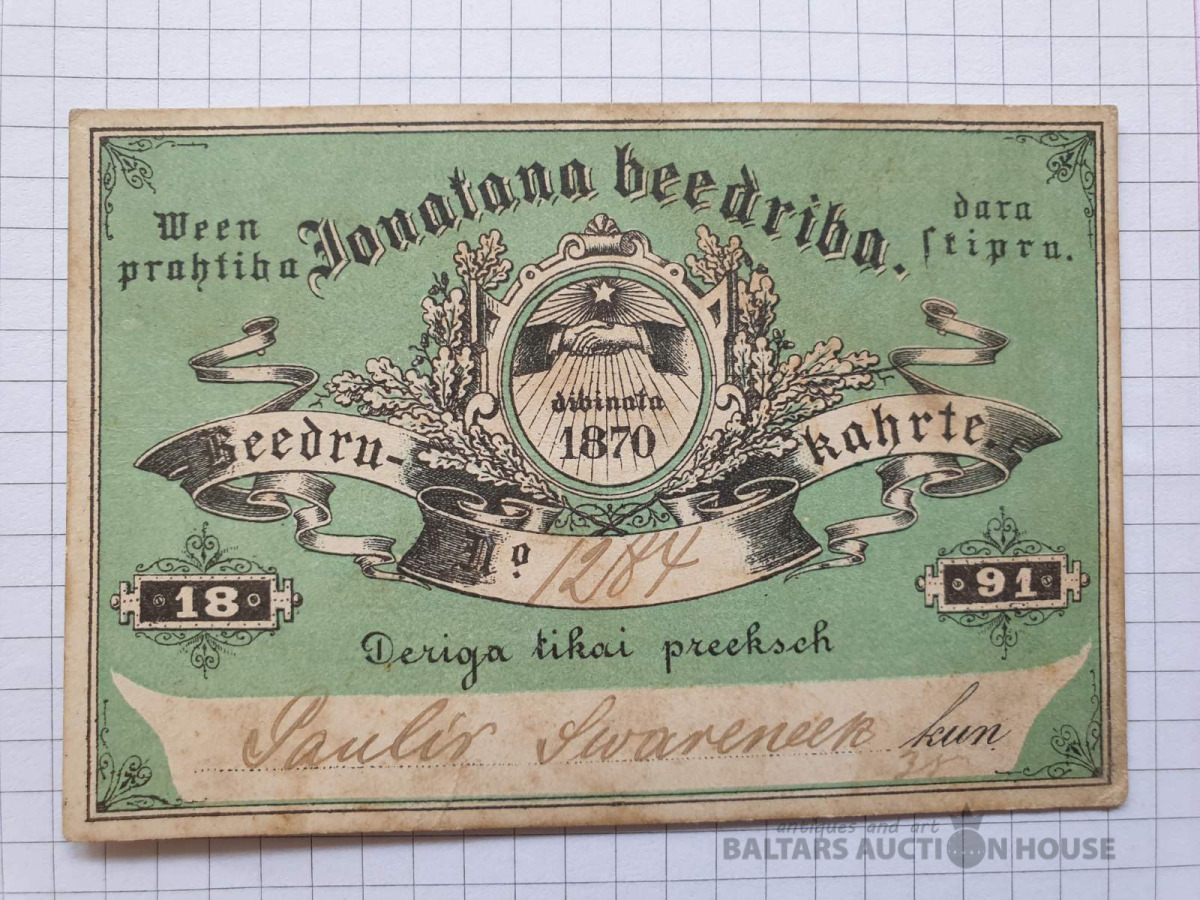 Jonatana beedriba.
Ween
prahtiba
dara
stipru.
dibinata
1870
Beedru-
kahrte.
No 1284
18
91
Deriga tikai preeksch
Swareneek kun
antiques and art
BALTARS AUCTION HOUSE